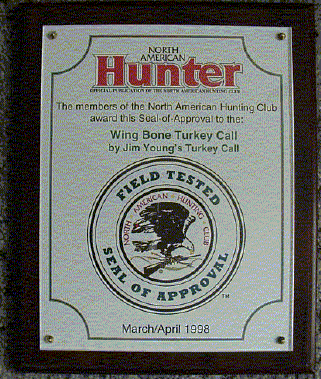 NORTH
AMERICAN
Hunter
OFFICIAL PUBLICATION OF THE NORTH AMERICAN HUNTING CLUB
The members of the North American Hunting Club
award this Seal-of-Approval to the:
Wing Bone Turkey Call
by Jim Young's Turkey Call
FIELD TESTED
NORTH AMERICAN HUNTING CLUB
SEAL OF APPROVAL
TM
March/April 1998